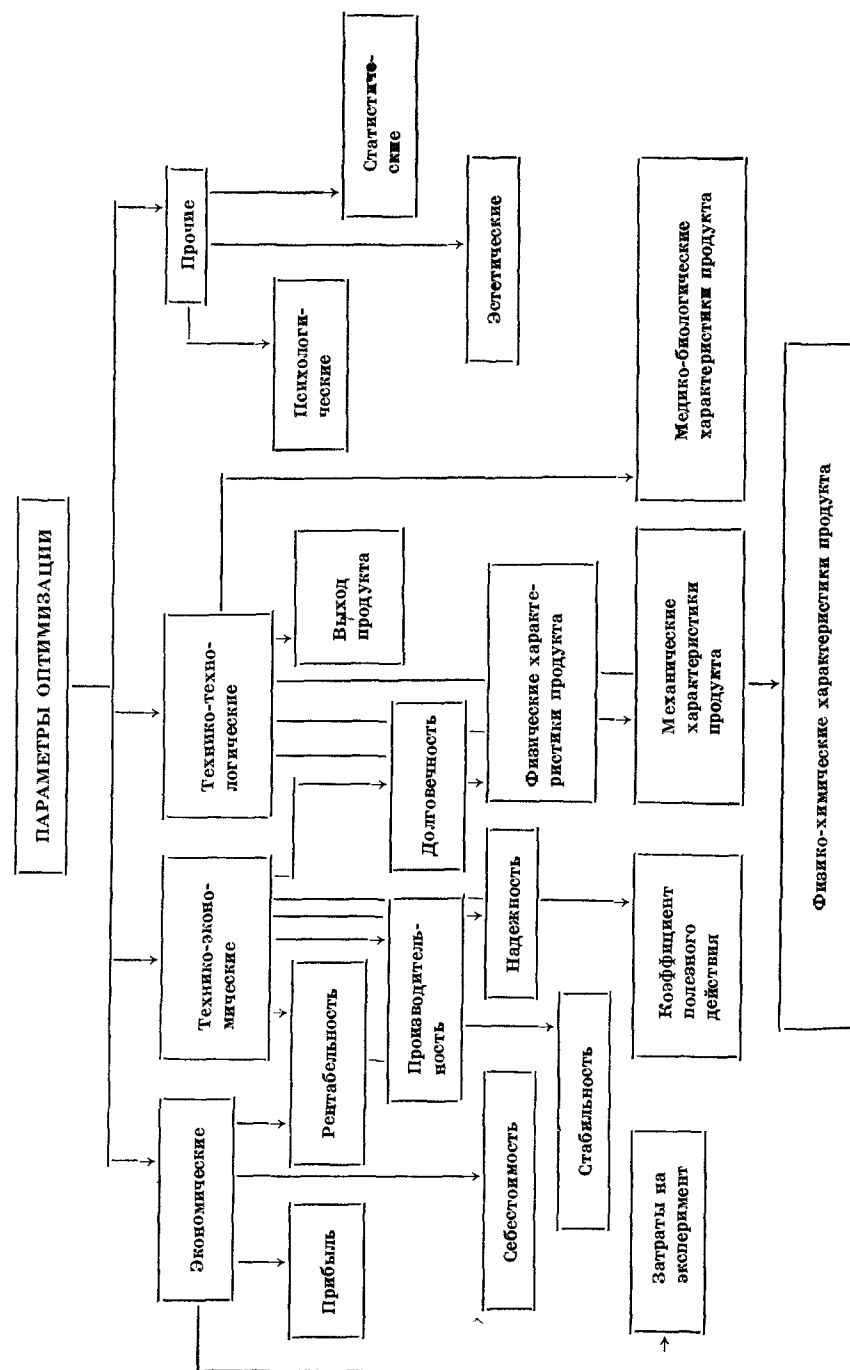 ПАРАМЕТРЫ ОПТИМИЗАЦИИ
Экономические
Технико-эконо-
мические
Технико-техно-
логические
Прочие
Прибыль
Рентабельность
Выход
продукта
Психологи-
ческие
Статистиче-
ские
Производитель-
ность
Долговечность
Себестоимость
Надежность
Физические характе-
ристики продукта
Эстетические
Стабильность
Затраты на
эксперимент
Коэффициент
полезного
действия
Механические
характеристики
продукта
Медико-биологические
характеристики продукта
Физико-химические характеристики продукта